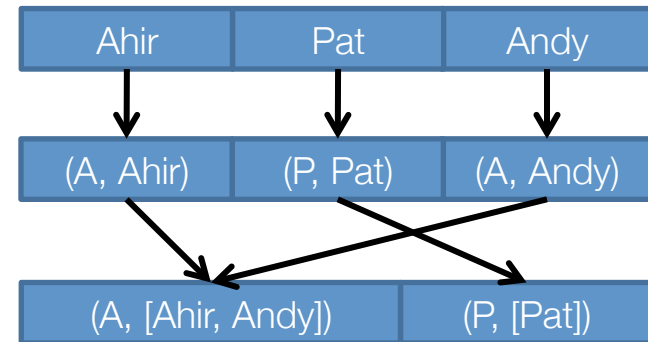 Ahir Pat Andy
(A, Ahir) (P, Pat) (A, Andy)
(A, [Ahir, Andy]) (P, [Pat])